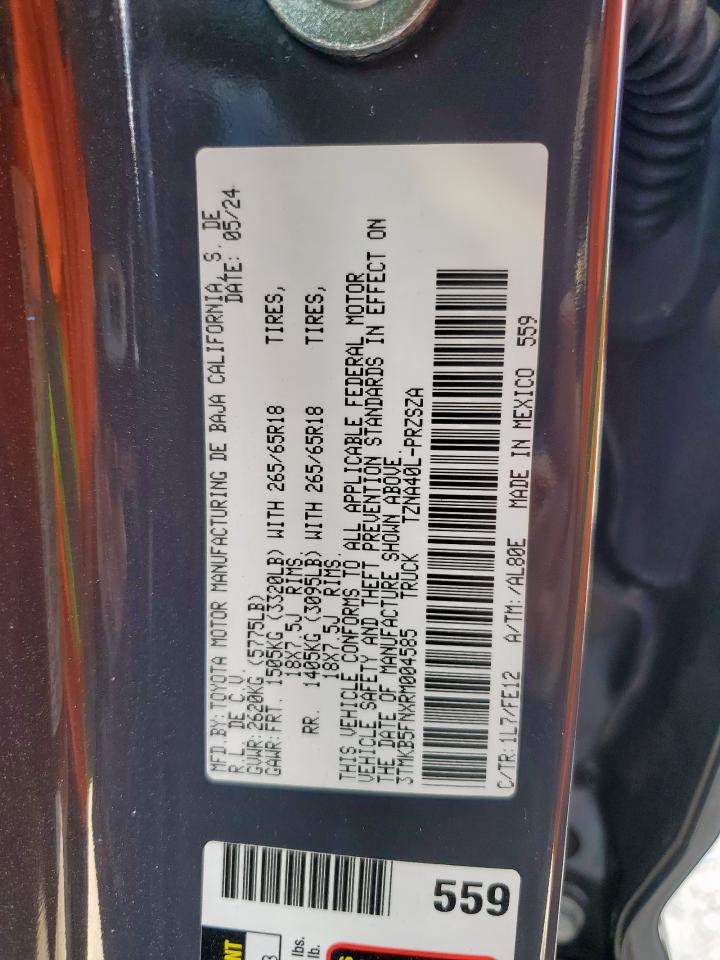 MFD.BY:TOYOTA MOTOR MANUFACTURING DE BAJA CALIFORNIA, S. DE
R.L. DE C.V. DATE: 05/24
GVWR:2620KG (5775LB)
GAWR:FRT. 1505KG (3320LB) WITH 265/65R18 TIRES,
18X7.5J RIMS.
RR. 1405KG (3095LB) WITH 265/65R18 TIRES,
18X7.5J RIMS.
THIS VEHICLE CONFORMS TO ALL APPLICABLE FEDERAL MOTOR
VEHICLE SAFETY AND THEFT PREVENTION STANDARDS IN EFFECT ON
THE DATE OF MANUFACTURE SHOWN ABOVE.
3TMKB5FNXRM004585 TRUCK TZNA40L-PRZSZA
C/TR:1L7/FE12 A/TM:/AL80E MADE IN MEXICO 559
559
lbs.
lb.